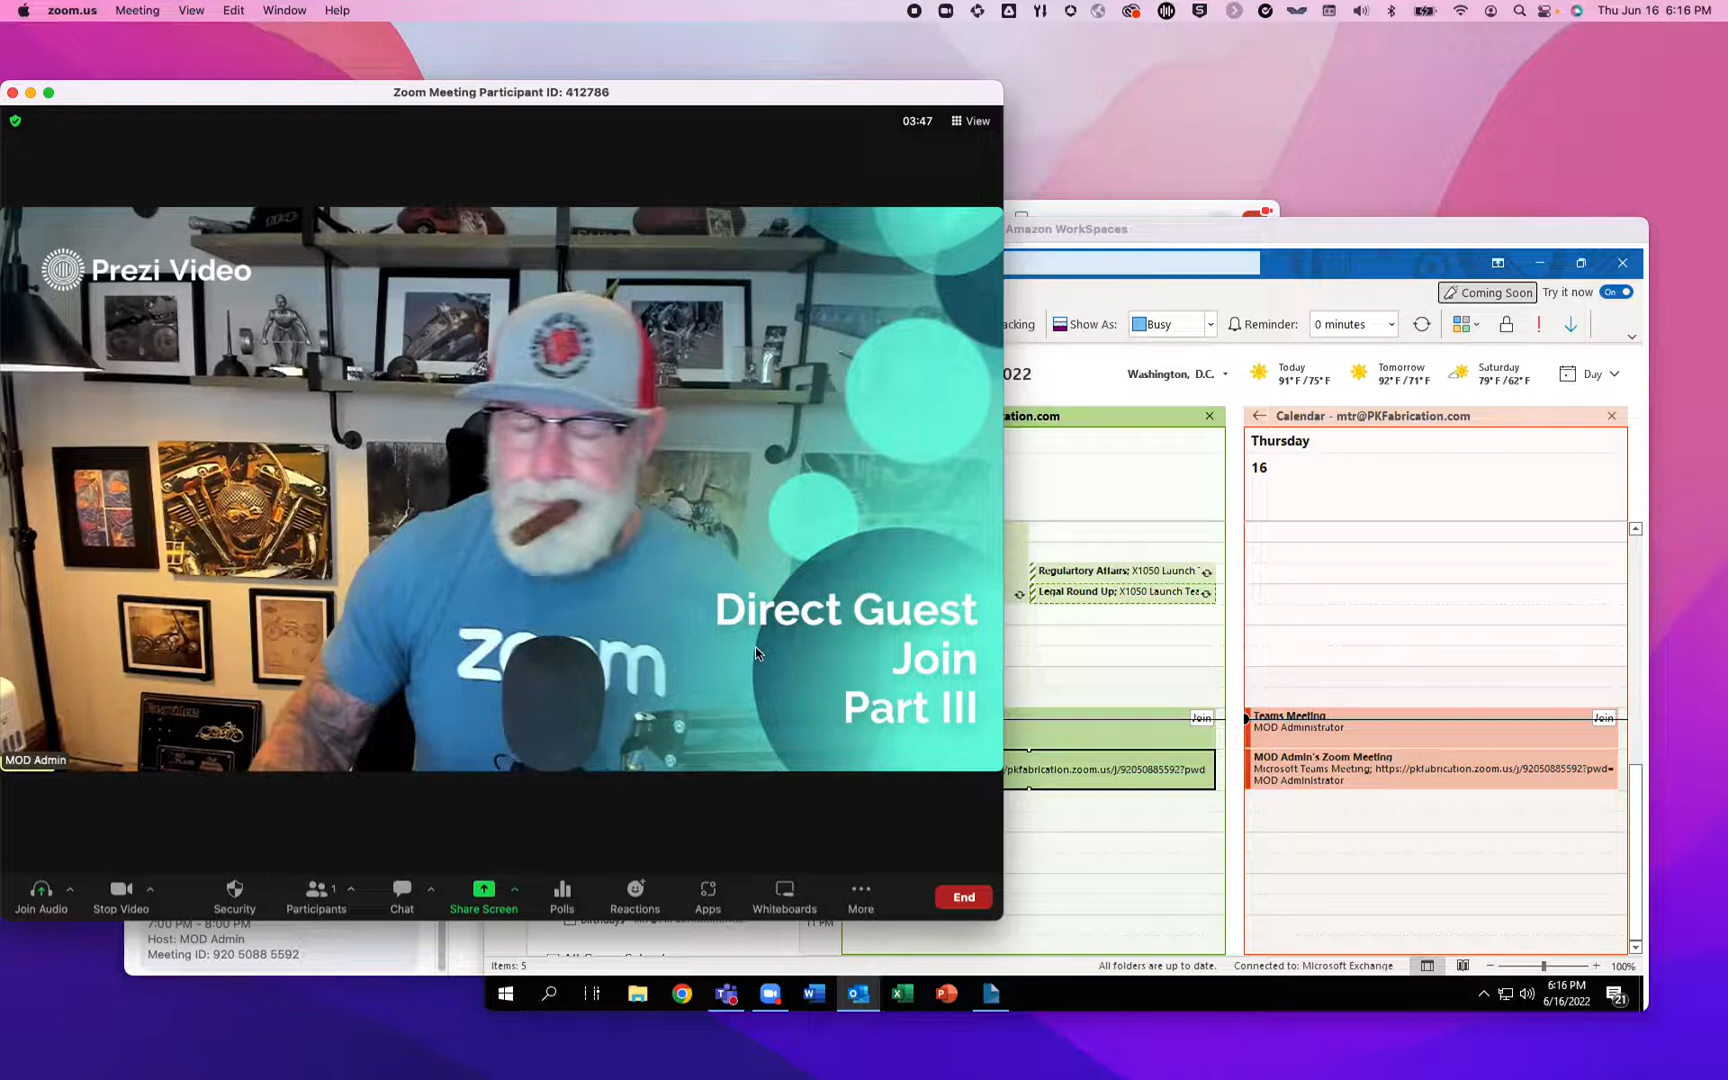 zoom.us Meeting View Edit Window Help
Thu Jun 16 6:16 PM
Zoom Meeting Participant ID: 412786
03:47 View
Prezi Video
zoom
Direct Guest
Join
Part III
MOD Admin
Join Audio
Stop Video
Security
Participants 1
Chat
Share Screen
Polls
Reactions
Apps
Whiteboards
More
End
7:00 PM - 8:00 PM
Host: MOD Admin
Meeting ID: 920 5088 5592
Amazon WorkSpaces
Coming Soon Try it now On
acking Show As: Busy Reminder: 0 minutes
022 Washington, D.C.
Today
91° F / 75° F
Tomorrow
92° F / 71° F
Saturday
79° F / 62° F
Day
cation.com
Calendar - mtr@PKFabrication.com
Thursday
16
Regulartory Affairs; X1050 Launch
Legal Round Up; X1050 Launch Tea
Join
/pkfabrication.zoom.us/j/92050885592?pwd
Teams Meeting
MOD Administrator
Join
MOD Admin's Zoom Meeting
Microsoft Teams Meeting; https://pkfabrication.zoom.us/j/92050885592?pwd=
MOD Administrator
11 PM
Items: 5
All folders are up to date. Connected to: Microsoft Exchange 100%
6:16 PM
6/16/2022
21